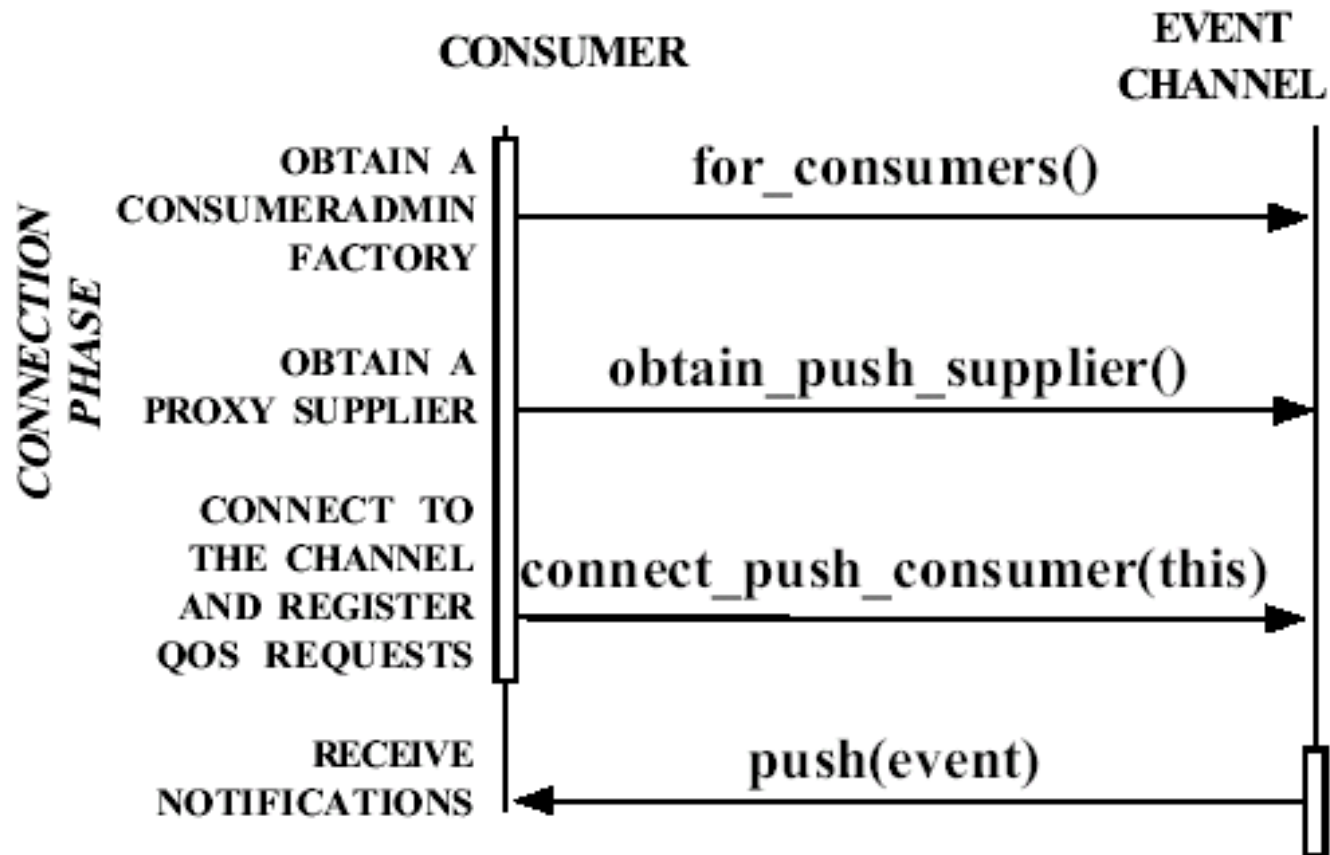 CONSUMER
EVENT
CHANNEL
CONNECTION
PHASE
OBTAIN A
CONSUMERADMIN
FACTORY
for_consumers()
OBTAIN A
PROXY SUPPLIER
obtain_push_supplier()
CONNECT TO
THE CHANNEL
AND REGISTER
QOS REQUESTS
connect_push_consumer(this)
RECEIVE
NOTIFICATIONS
push(event)